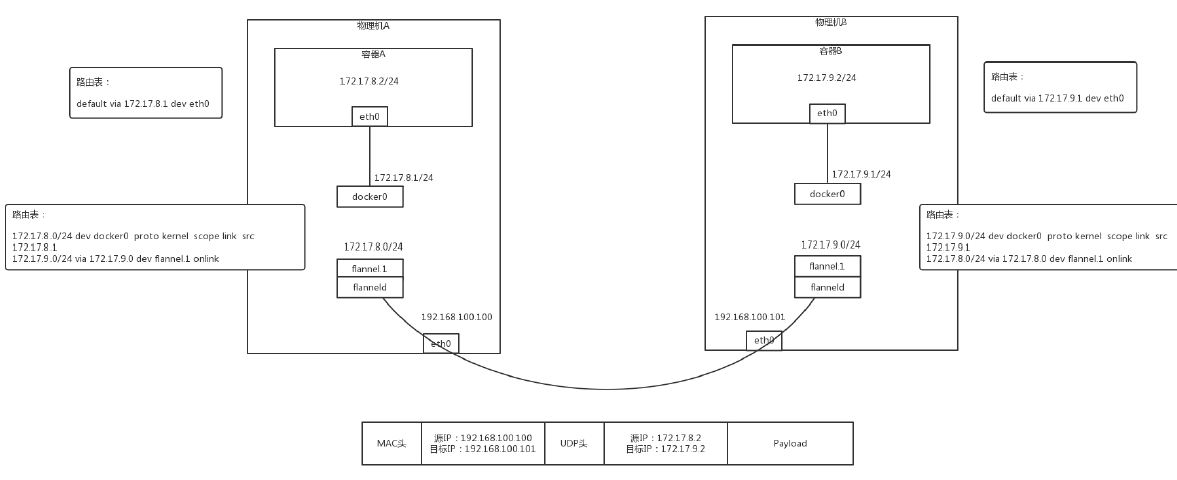 物理机A
容器A
172.17.8.2/24
eth0
路由表：
default via 172.17.8.1 dev eth0
172.17.8.1/24
docker0
路由表：
172.17.8.0/24 dev docker0 proto kernel scope link src
172.17.8.1
172.17.9.0/24 via 172.17.9.0 dev flannel.1 onlink
172.17.8.0/24
flannel.1
flanneld
192.168.100.100
eth0
物理机B
容器B
172.17.9.2/24
eth0
路由表：
default via 172.17.9.1 dev eth0
172.17.9.1/24
docker0
路由表：
172.17.9.0/24 dev docker0 proto kernel scope link src
172.17.9.1
172.17.8.0/24 via 172.17.8.0 dev flannel.1 onlink
172.17.9.0/24
flannel.1
flanneld
192.168.100.101
eth0
MAC头
源IP：192.168.100.100
目标IP：192.168.100.101
UDP头
源IP：172.17.8.2
目标IP：172.17.9.2
Payload